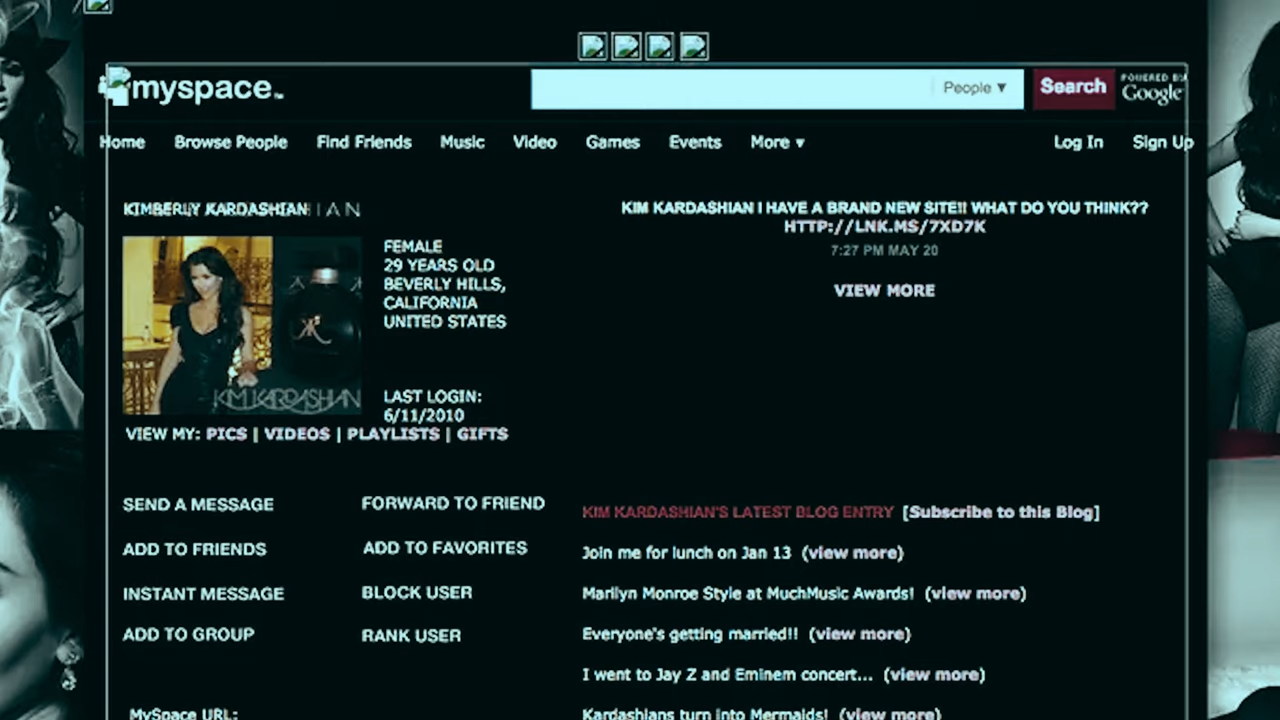 myspace
People ▼
Search
POWERED BY
Google
Home Browse People Find Friends Music Video Games Events More ▼ Log In Sign Up
KIMBERLY KARDASHIAN
KIM KARDASHIAN I HAVE A BRAND NEW SITE!! WHAT DO YOU THINK??
HTTP://LNK.MS/7XD7K
7:27 PM MAY 20
VIEW MORE
FEMALE
29 YEARS OLD
BEVERLY HILLS,
CALIFORNIA
UNITED STATES
KIM KARDASHIAN
LAST LOGIN:
6/11/2010
VIEW MY: PICS | VIDEOS | PLAYLISTS | GIFTS
SEND A MESSAGE FORWARD TO FRIEND
ADD TO FRIENDS ADD TO FAVORITES
INSTANT MESSAGE BLOCK USER
ADD TO GROUP RANK USER
KIM KARDASHIAN'S LATEST BLOG ENTRY [Subscribe to this Blog]
Join me for lunch on Jan 13 (view more)
Marilyn Monroe Style at MuchMusic Awards! (view more)
Everyone's getting married!! (view more)
I went to Jay Z and Eminem concert... (view more)
Kardashians turn into Mermaids! (view more)
MySpace URL: